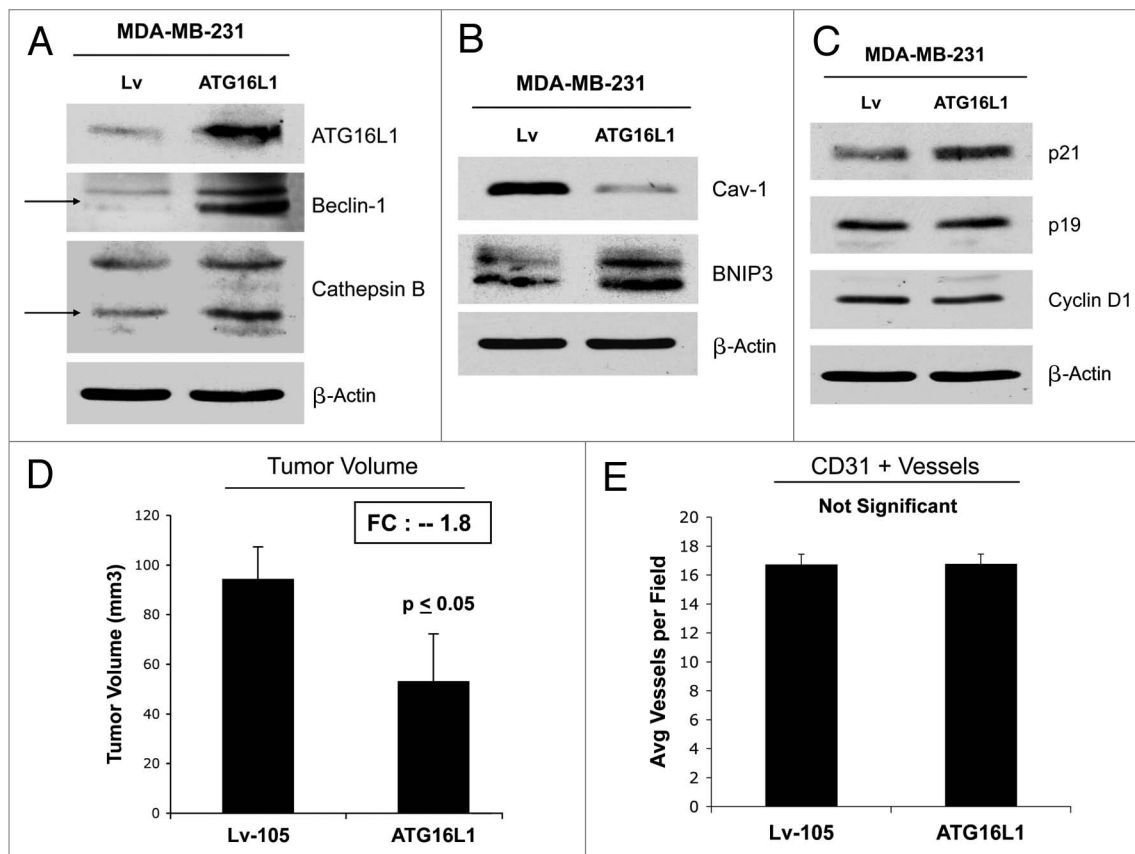 A
MDA-MB-231
Lv ATG16L1
ATG16L1
Beclin-1
Cathepsin B
β-Actin
B
MDA-MB-231
Lv ATG16L1
Cav-1
BNIP3
β-Actin
C
MDA-MB-231
Lv ATG16L1
p21
p19
Cyclin D1
β-Actin
D
Tumor Volume
FC : -- 1.8
p ≤ 0.05
Tumor Volume (mm3)
120
100
80
60
40
20
0
Lv-105 ATG16L1
E
CD31 + Vessels
Not Significant
Avg Vessels per Field
20
18
16
14
12
10
8
6
4
2
0
Lv-105 ATG16L1